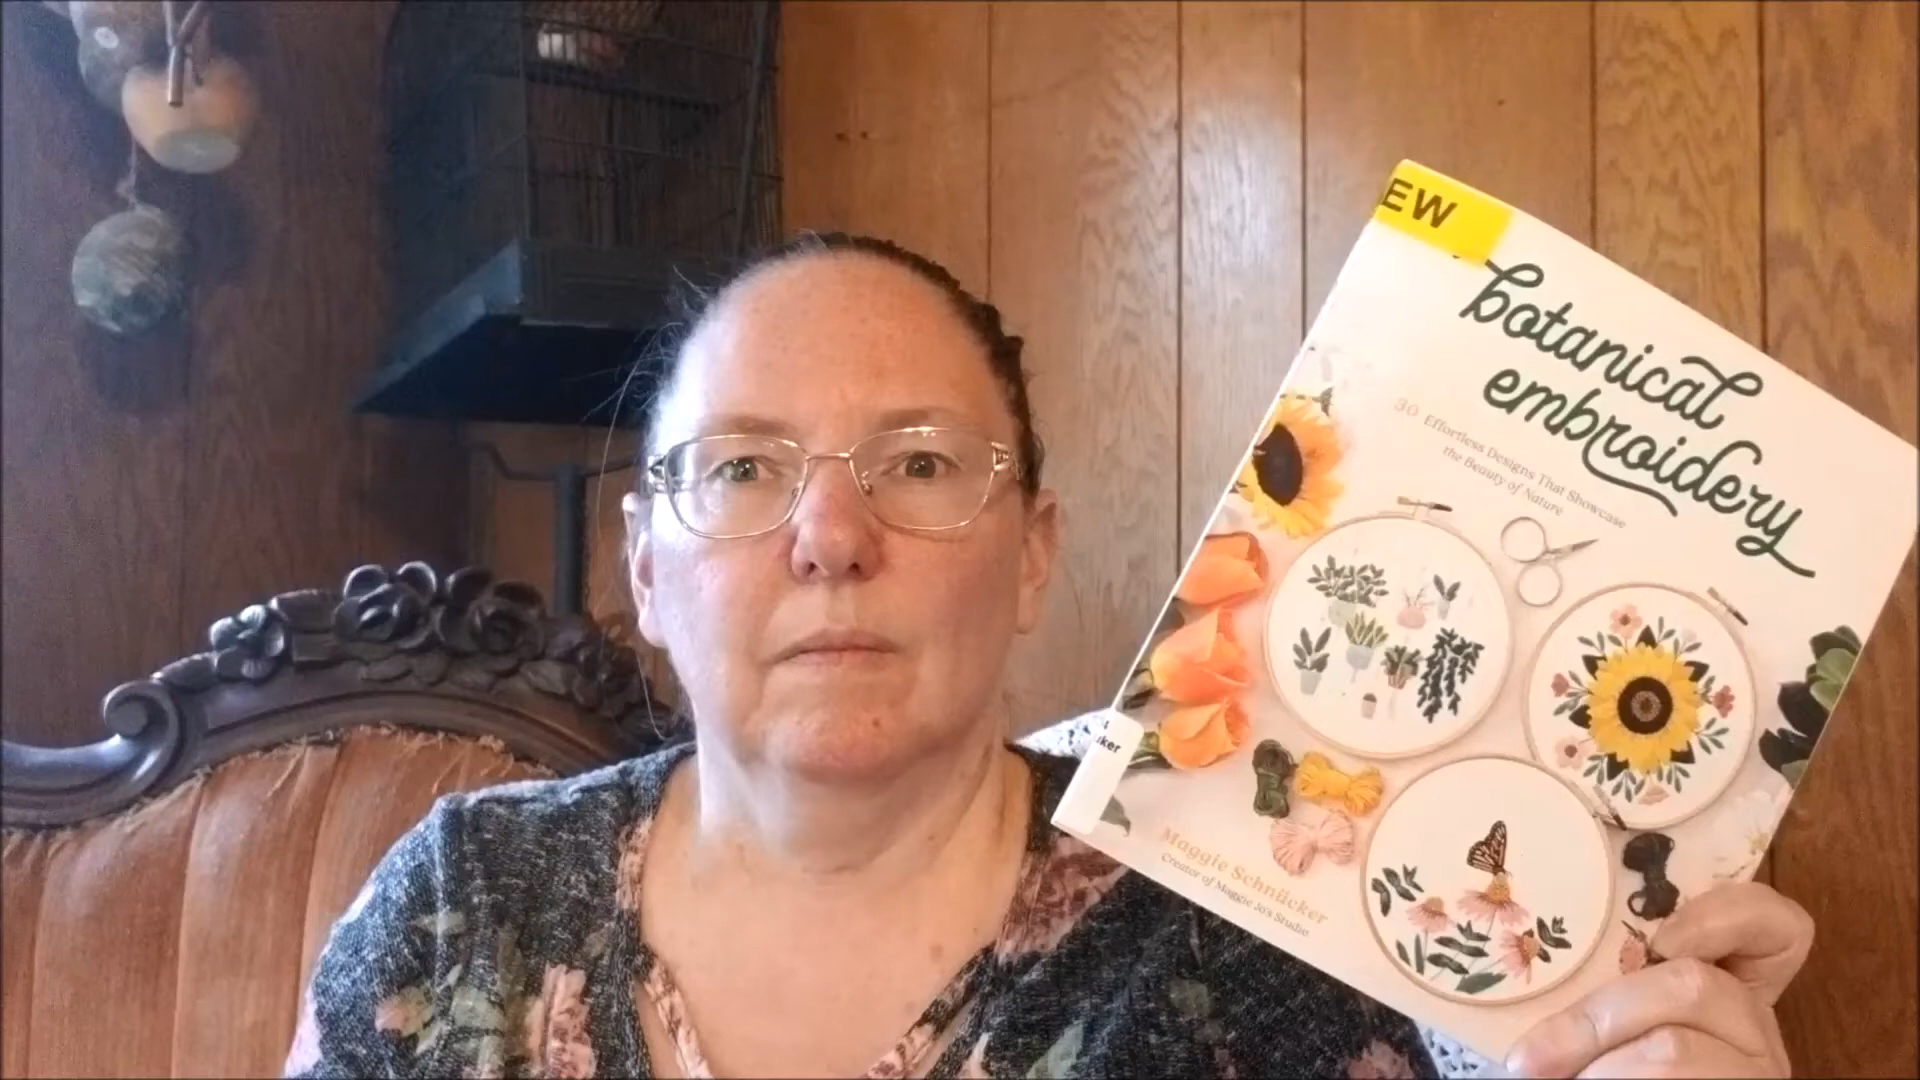 EW
botanical
embroidery
30 Effortless Designs That Showcase
the Beauty of Nature
Maggie Schnücker
Creator of Maggie Jo's Studio